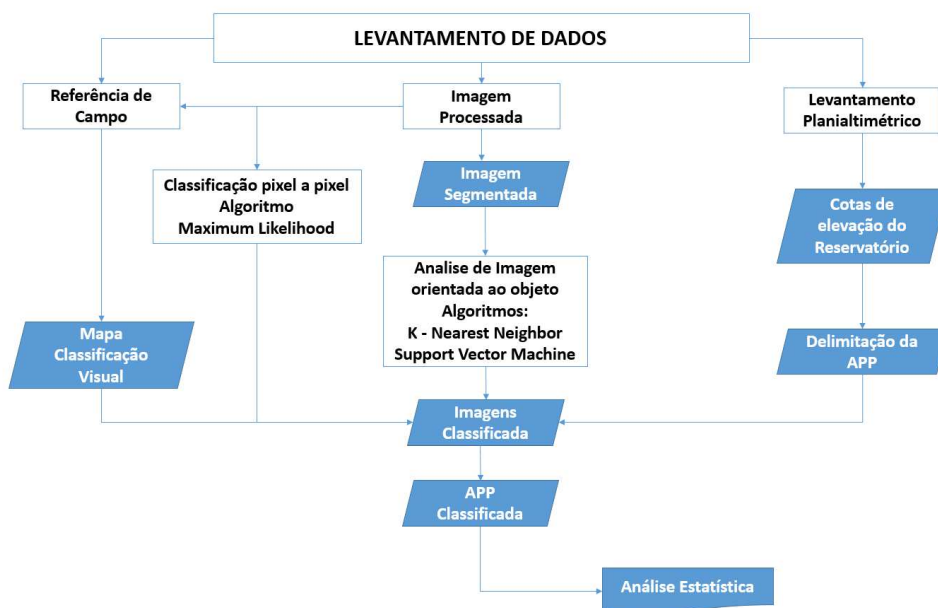 LEVANTAMENTO DE DADOS
Referência de
Campo
Imagem
Processada
Levantamento
Planialtimétrico
Classificação pixel a pixel
Algoritmo
Maximum Likelihood
Imagem
Segmentada
Cotas de
elevação do
Reservatório
Analise de Imagem
orientada ao objeto
Algoritmos:
K - Nearest Neighbor
Support Vector Machine
Mapa
Classificação
Visual
Delimitação da
APP
Imagens
Classificada
APP
Classificada
Análise Estatística